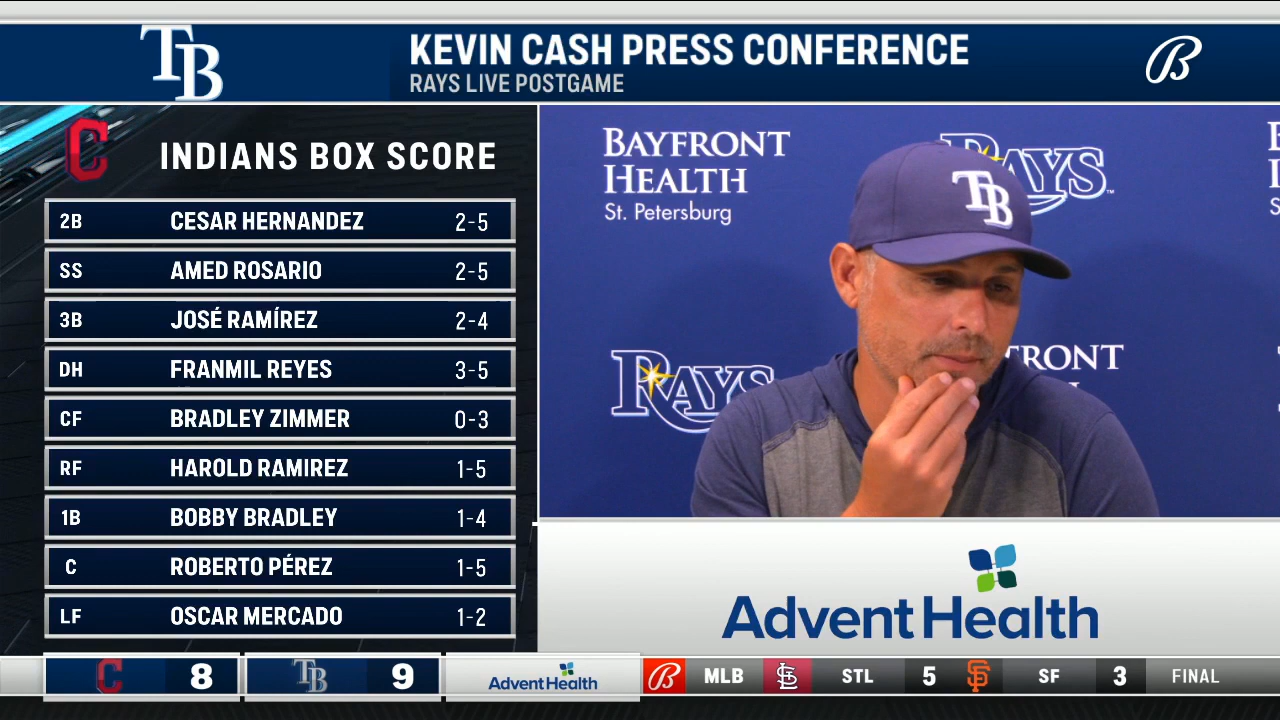 TB
KEVIN CASH PRESS CONFERENCE
RAYS LIVE POSTGAME
B
C
INDIANS BOX SCORE
2B CESAR HERNANDEZ 2-5
SS AMED ROSARIO 2-5
3B JOSÉ RAMÍREZ 2-4
DH FRANMIL REYES 3-5
CF BRADLEY ZIMMER 0-3
RF HAROLD RAMIREZ 1-5
1B BOBBY BRADLEY 1-4
C ROBERTO PÉREZ 1-5
LF OSCAR MERCADO 1-2
BAYFRONT
HEALTH
St. Petersburg
RAYS
TB
RAYS
TRONT
AdventHealth
C 8 TB 9 AdventHealth B MLB STL STL 5 SF SF 3 FINAL